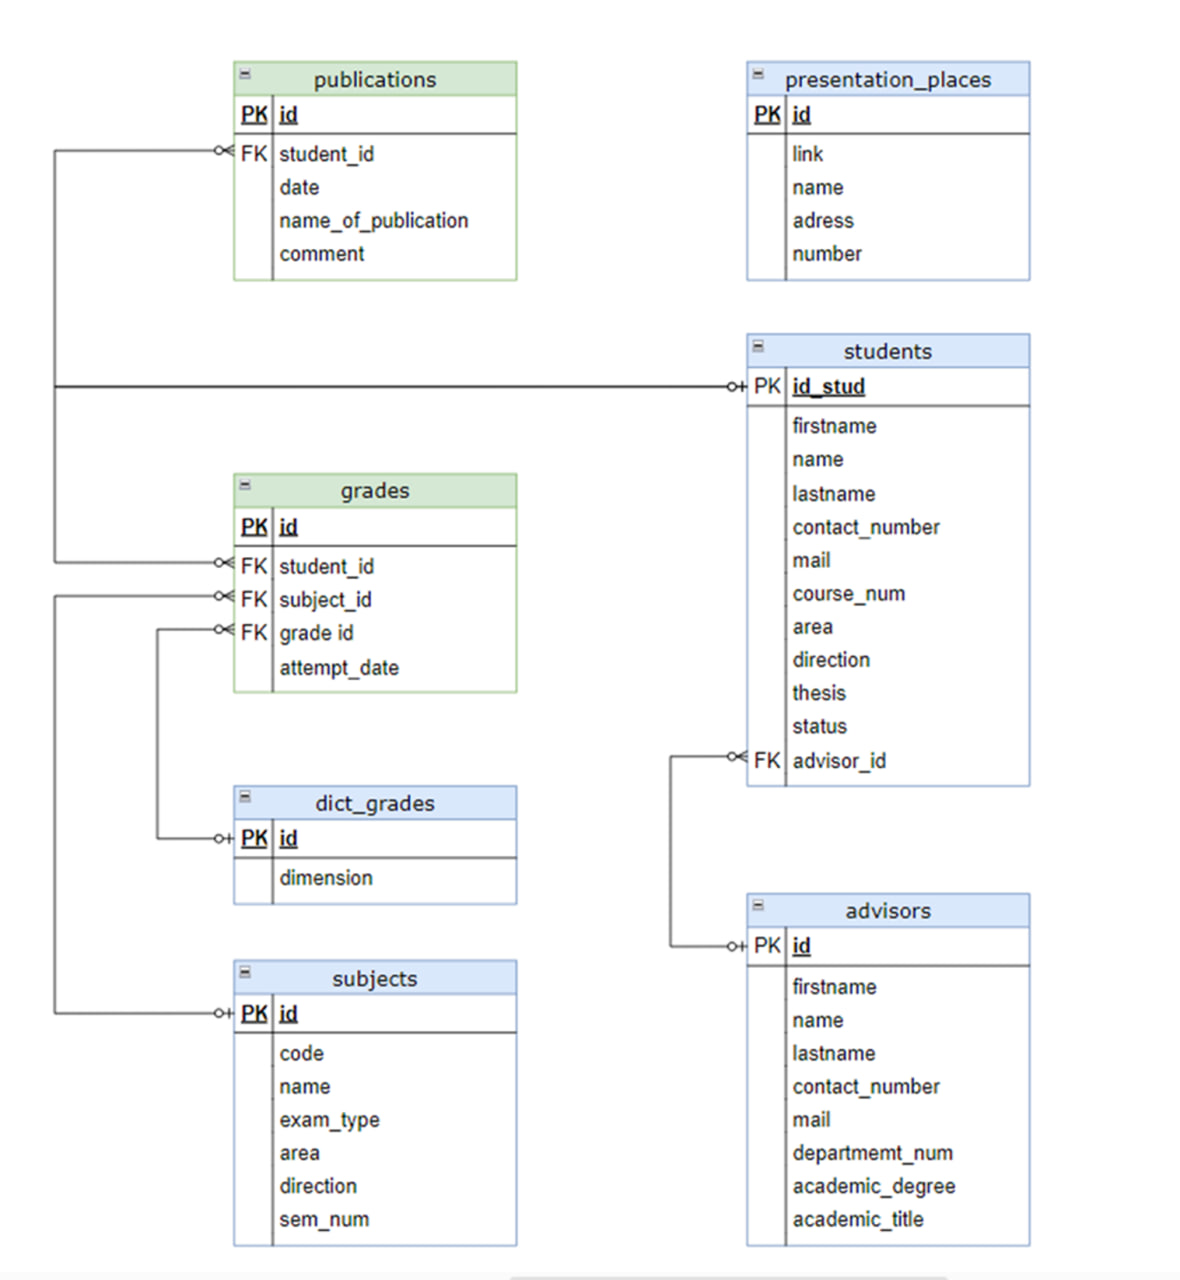 publications
PK id
FK student_id
date
name_of_publication
comment
presentation_places
PK id
link
name
adress
number
students
PK id_stud
firstname
name
lastname
contact_number
mail
course_num
area
direction
thesis
status
FK advisor_id
grades
PK id
FK student_id
FK subject_id
FK grade id
attempt_date
dict_grades
PK id
dimension
subjects
PK id
code
name
exam_type
area
direction
sem_num
advisors
PK id
firstname
name
lastname
contact_number
mail
departmemt_num
academic_degree
academic_title